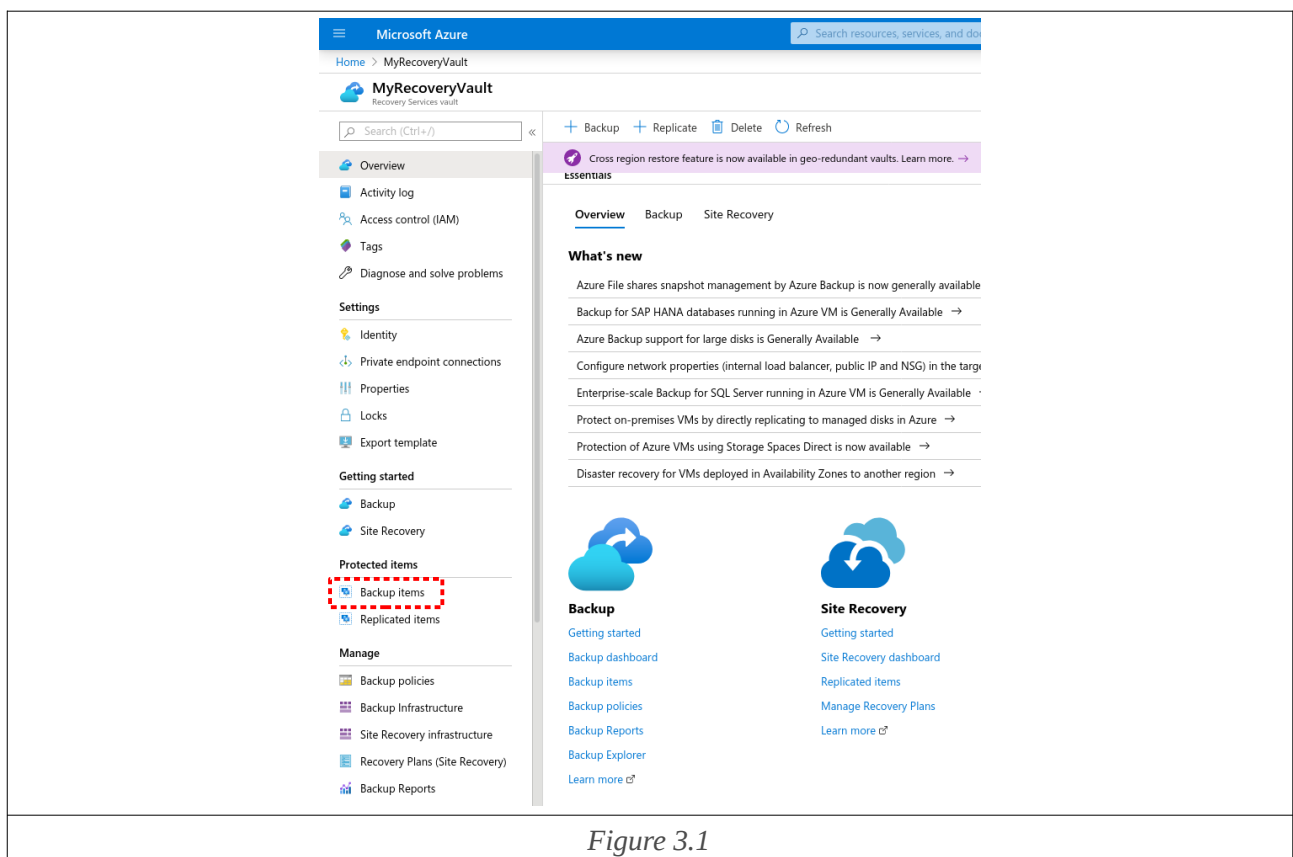 Microsoft Azure
Search resources, services, and do
Home > MyRecoveryVault
MyRecoveryVault
Recovery Services vault
Search (Ctrl+/)
«
Overview
Activity log
Access control (IAM)
Tags
Diagnose and solve problems
Settings
Identity
Private endpoint connections
Properties
Locks
Export template
Getting started
Backup
Site Recovery
Protected items
Backup items
Replicated items
Manage
Backup policies
Backup Infrastructure
Site Recovery infrastructure
Recovery Plans (Site Recovery)
Backup Reports
+ Backup + Replicate Delete Refresh
Cross region restore feature is now available in geo-redundant vaults. Learn more. →
Essentials
Overview Backup Site Recovery
What's new
Azure File shares snapshot management by Azure Backup is now generally available
Backup for SAP HANA databases running in Azure VM is Generally Available →
Azure Backup support for large disks is Generally Available →
Configure network properties (internal load balancer, public IP and NSG) in the targe
Enterprise-scale Backup for SQL Server running in Azure VM is Generally Available
Protect on-premises VMs by directly replicating to managed disks in Azure →
Protection of Azure VMs using Storage Spaces Direct is now available →
Disaster recovery for VMs deployed in Availability Zones to another region →
Backup
Getting started
Backup dashboard
Backup items
Backup policies
Backup Reports
Backup Explorer
Learn more
Site Recovery
Getting started
Site Recovery dashboard
Replicated items
Manage Recovery Plans
Learn more
Figure 3.1